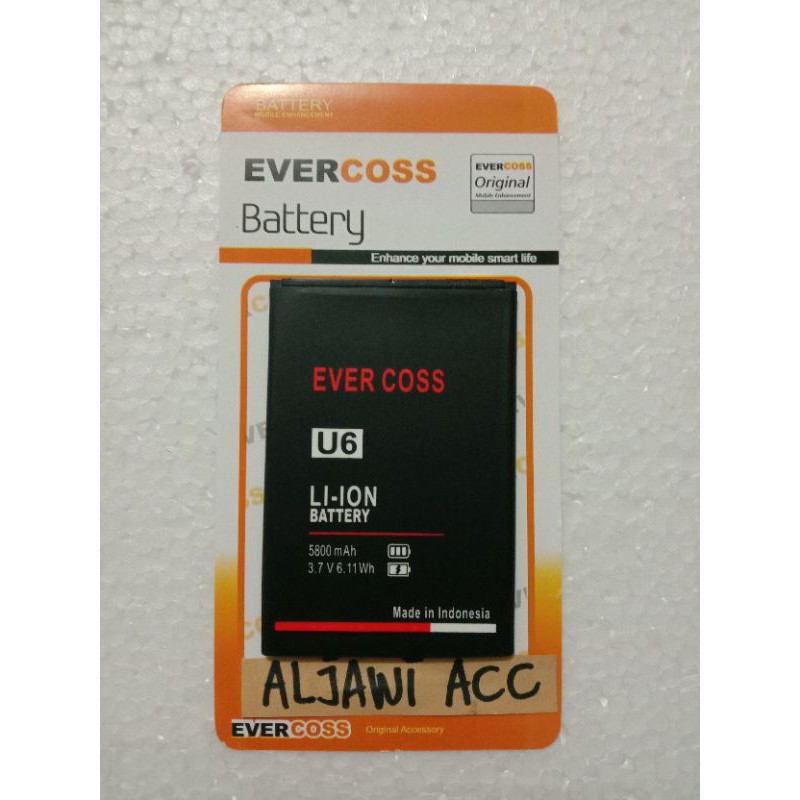 BATTERY
MOBILE ENHANCEMENT
EVERCOSS
Battery
EVERCOSS
Original
Mobile Enhancement
Enhance your mobile smart life
EVER COSS
U6
LI-ION
BATTERY
5800 mAh
3.7 V 6.11Wh
Made in Indonesia
ALJAWI ACC
EVERCOSS
Original Accessory